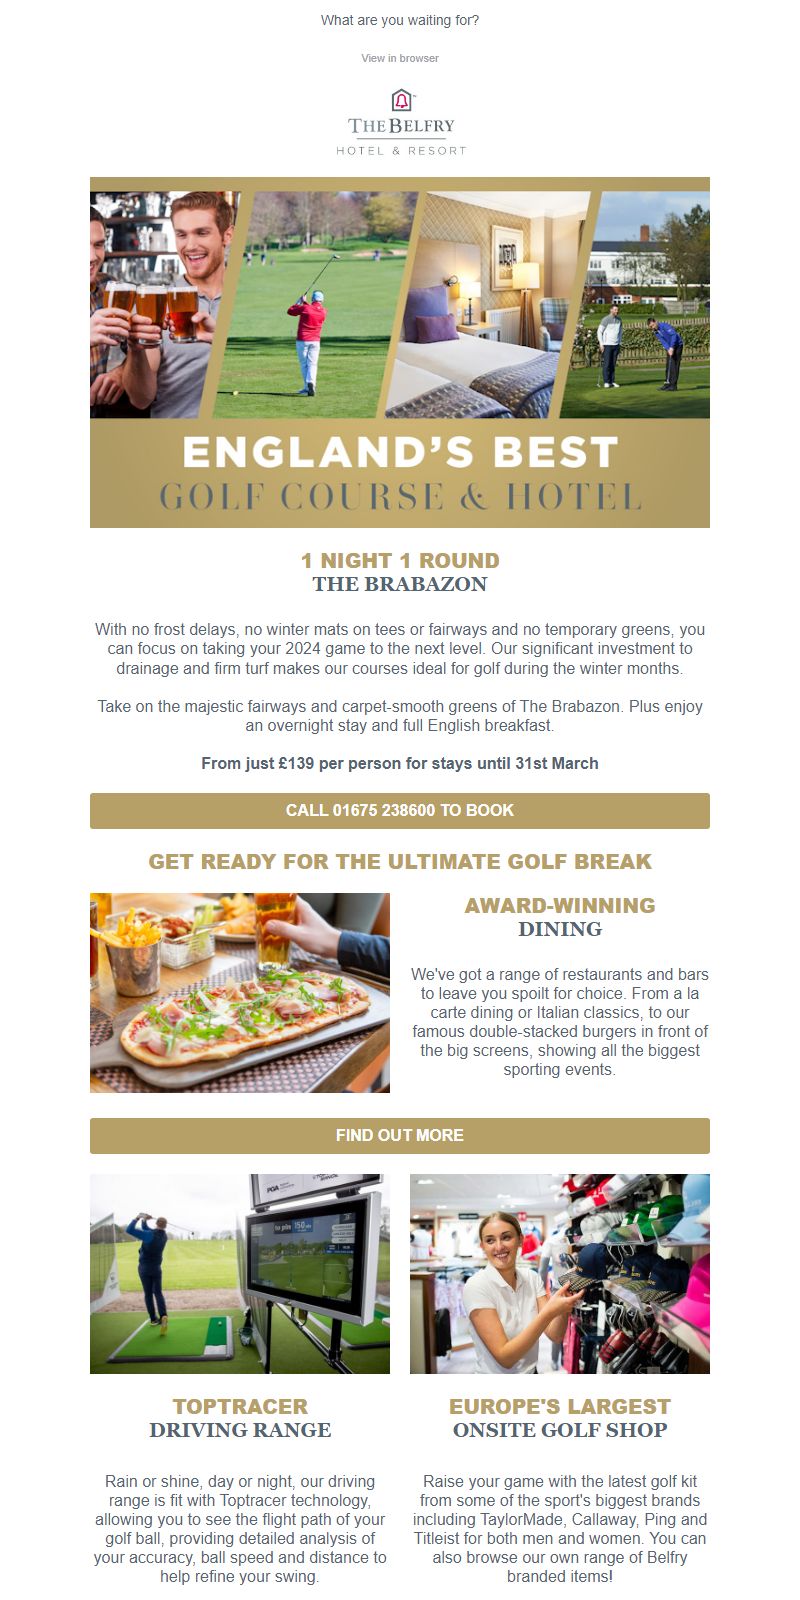 What are you waiting for?
View in browser
THE BELFRY
HOTEL & RESORT
ENGLAND'S BEST
GOLF COURSE & HOTEL
1 NIGHT 1 ROUND
THE BRABAZON
With no frost delays, no winter mats on tees or fairways and no temporary greens, you
can focus on taking your 2024 game to the next level. Our significant investment to
drainage and firm turf makes our courses ideal for golf during the winter months.
Take on the majestic fairways and carpet-smooth greens of The Brabazon. Plus enjoy
an overnight stay and full English breakfast.
From just £139 per person for stays until 31st March
CALL 01675 238600 TO BOOK
GET READY FOR THE ULTIMATE GOLF BREAK
AWARD-WINNING
DINING
We've got a range of restaurants and bars
to leave you spoilt for choice. From a la
carte dining or Italian classics, to our
famous double-stacked burgers in front of
the big screens, showing all the biggest
sporting events.
FIND OUT MORE
PGA
to pin 150
TOPTRACER
DRIVING RANGE
Rain or shine, day or night, our driving
range is fit with Toptracer technology,
allowing you to see the flight path of your
golf ball, providing detailed analysis of
your accuracy, ball speed and distance to
help refine your swing.
EUROPE'S LARGEST
ONSITE GOLF SHOP
Raise your game with the latest golf kit
from some of the sport's biggest brands
including TaylorMade, Callaway, Ping and
Titleist for both men and women. You can
also browse our own range of Belfry
branded items!